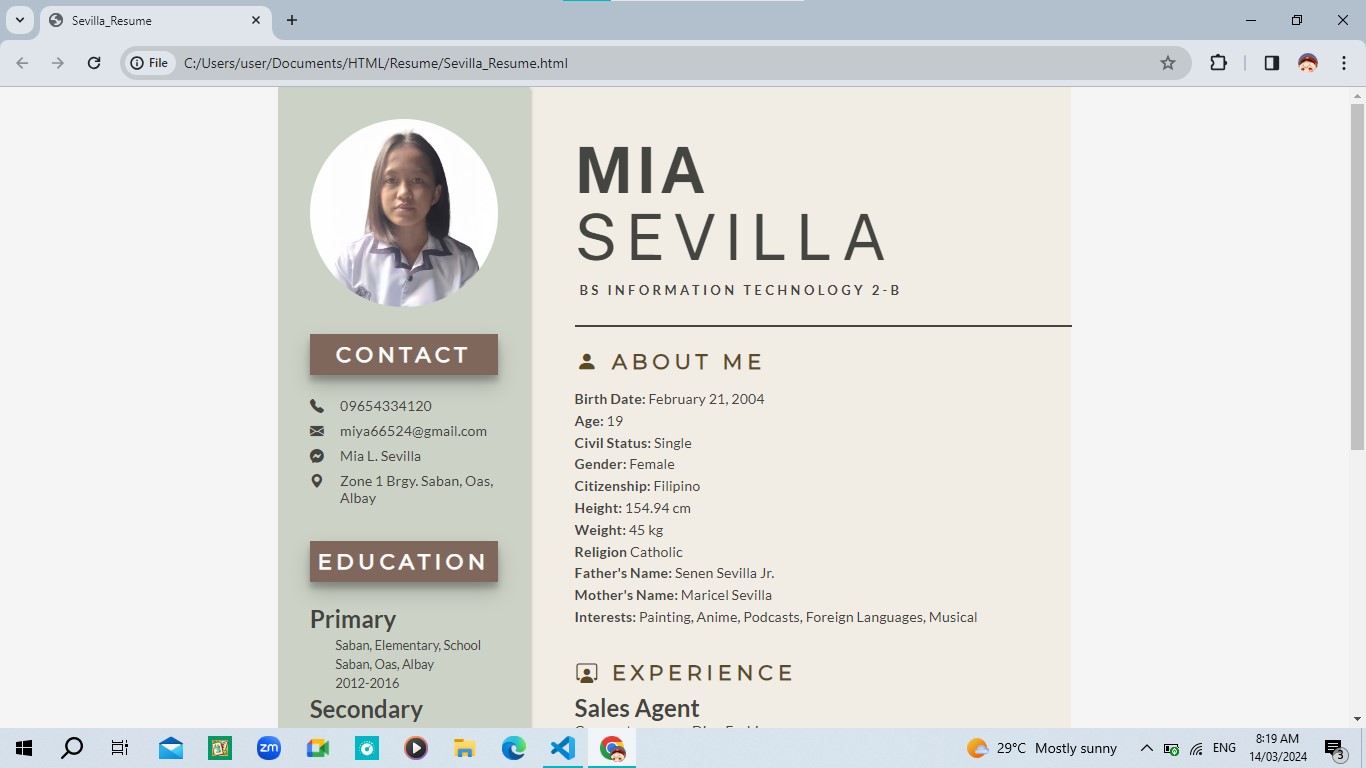 Sevilla_Resume
File
C:/Users/user/Documents/HTML/Resume/Sevilla_Resume.html
MIA
SEVILLA
BS INFORMATION TECHNOLOGY 2-B
CONTACT
09654334120
miya66524@gmail.com
Mia L. Sevilla
Zone 1 Brgy. Saban, Oas,
Albay
EDUCATION
Primary
Saban, Elementary, School
Saban, Oas, Albay
2012-2016
Secondary
ABOUT ME
Birth Date: February 21, 2004
Age: 19
Civil Status: Single
Gender: Female
Citizenship: Filipino
Height: 154.94 cm
Weight: 45 kg
Religion Catholic
Father's Name: Senen Sevilla Jr.
Mother's Name: Maricel Sevilla
Interests: Painting, Anime, Podcasts, Foreign Languages, Musical
EXPERIENCE
Sales Agent
zm
29°C Mostly sunny
ENG
8:19 AM
14/03/2024
3